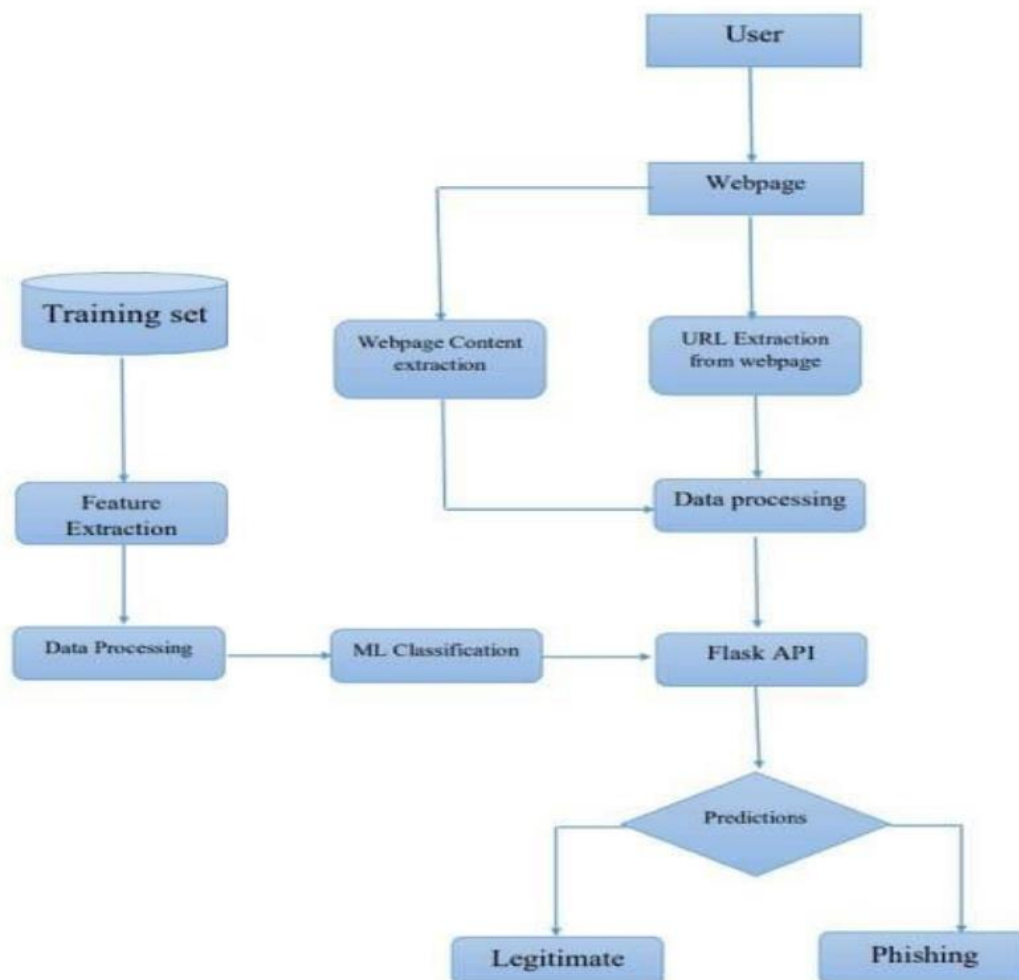 User
Webpage
Training set
Webpage Content
extraction
URL Extraction
from webpage
Feature
Extraction
Data processing
Data Processing
ML Classification
Flask API
Predictions
Legitimate
Phishing